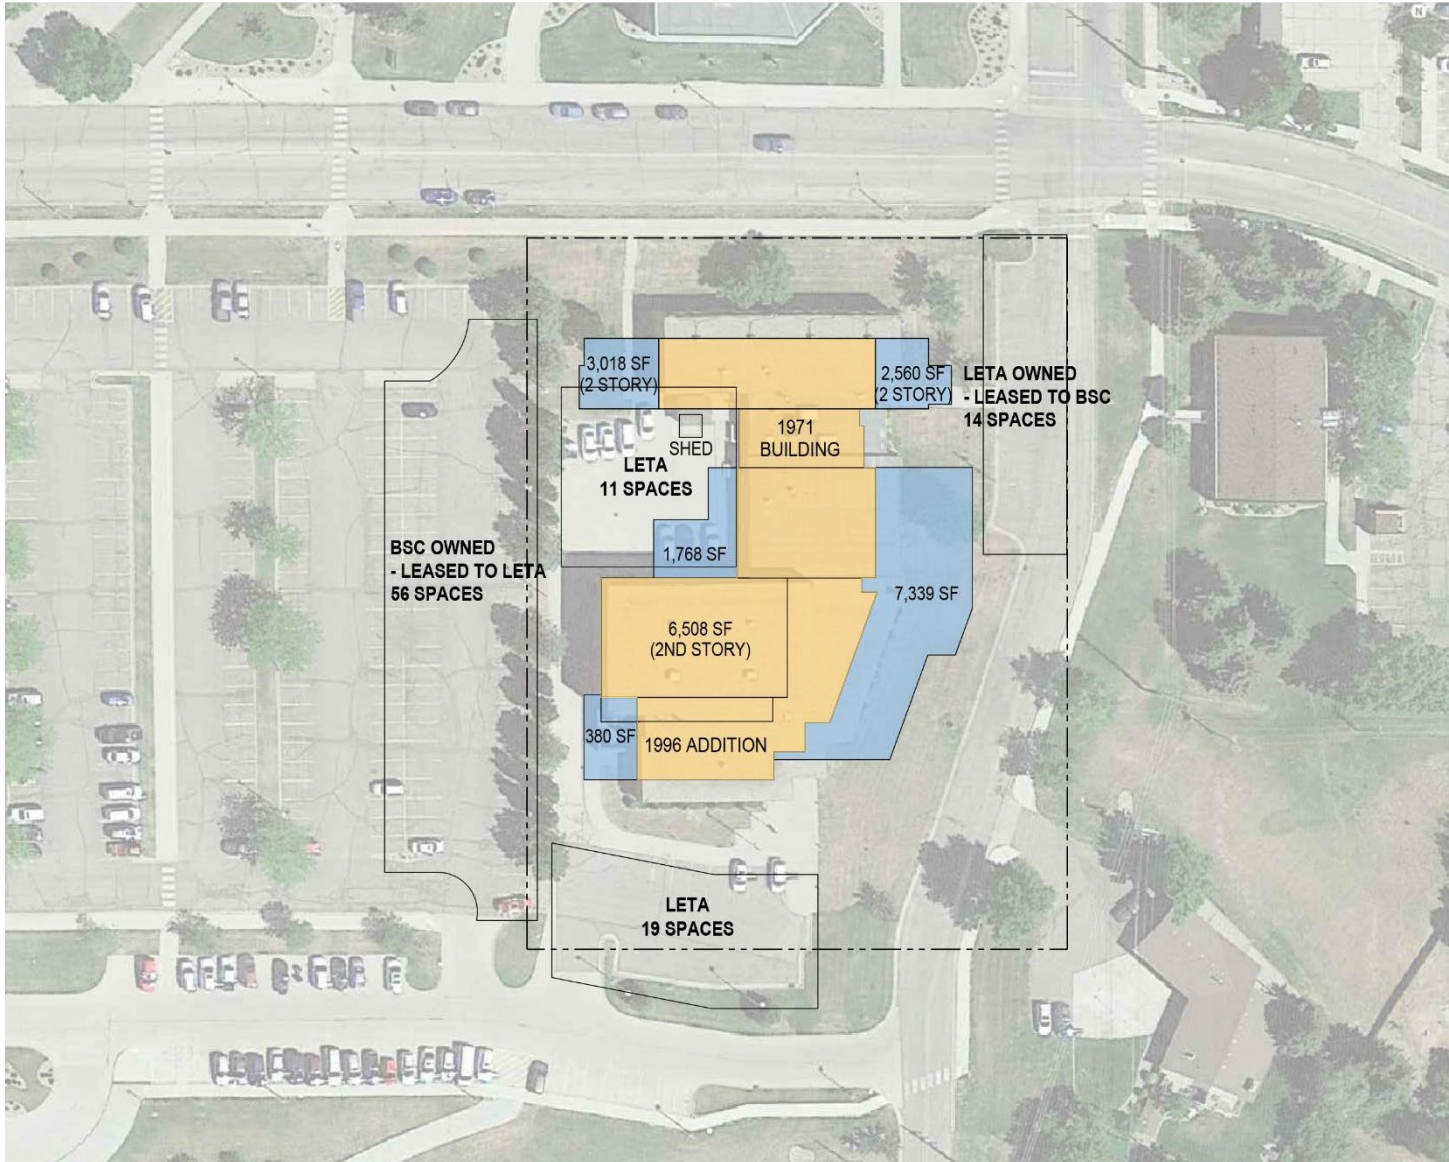 N
3,018 SF
(2 STORY)
2,560 SF
(2 STORY)
LETA OWNED
- LEASED TO BSC
14 SPACES
1971
BUILDING
SHED
LETA
11 SPACES
BSC OWNED
- LEASED TO LETA
56 SPACES
1,768 SF
7,339 SF
6,508 SF
(2ND STORY)
380 SF
1996 ADDITION
LETA
19 SPACES